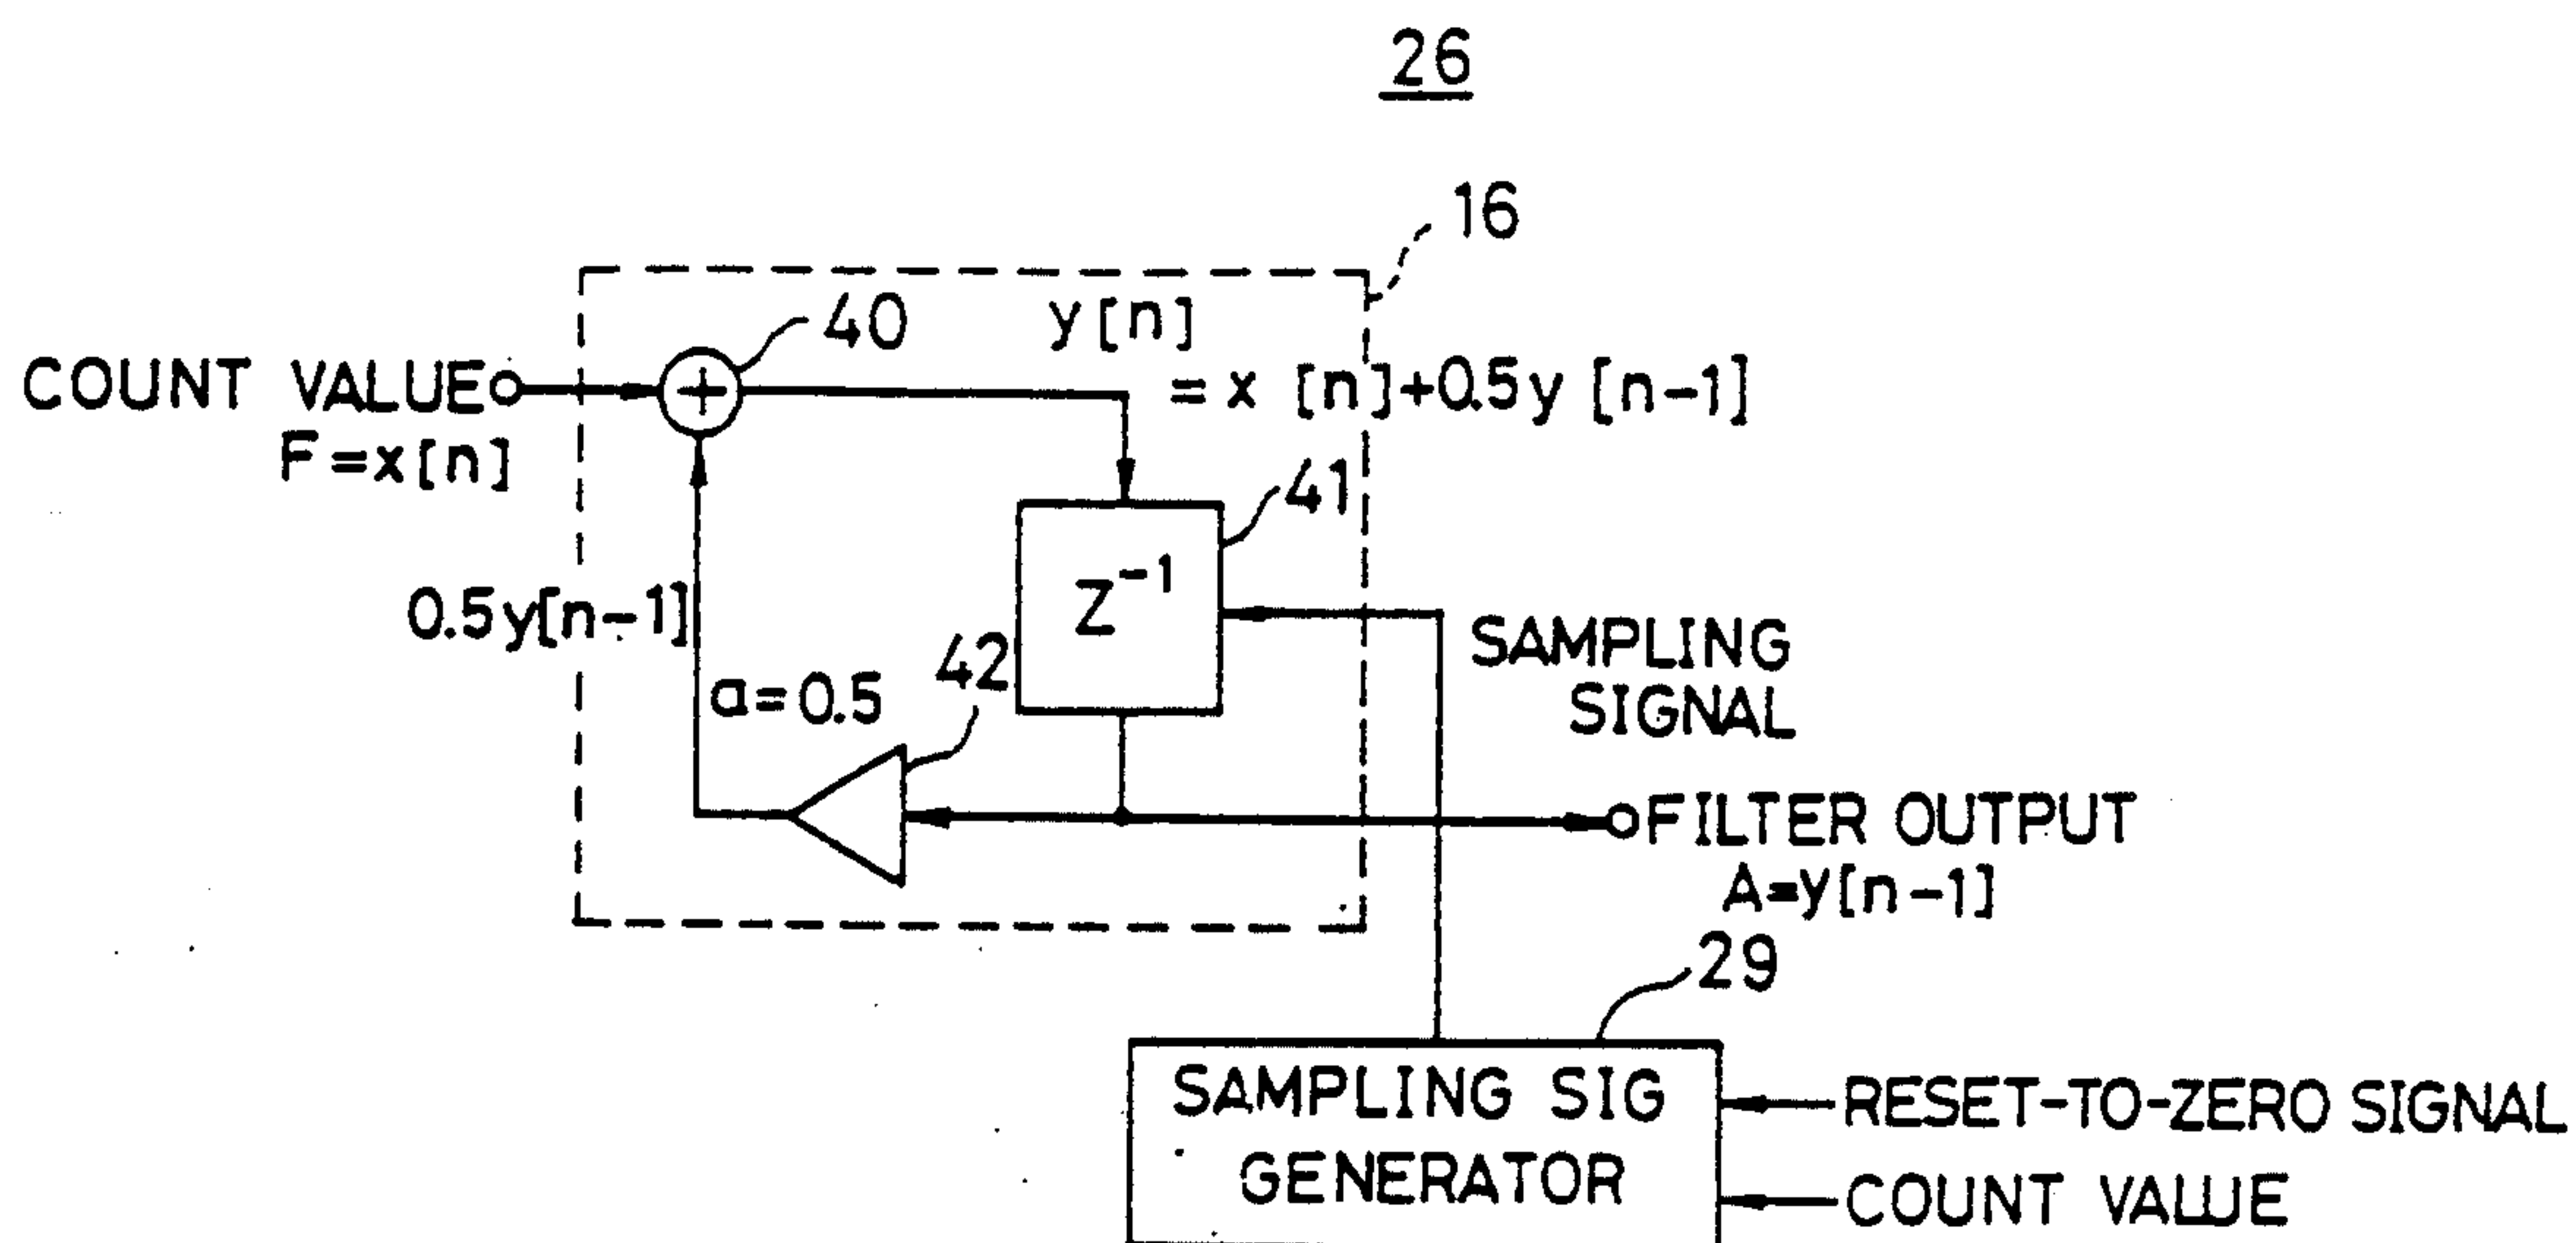 26
16
40
y[n]
= x [n]+0.5y [n-1]
COUNT VALUE
F=x[n]
41
Z^-1
0.5y[n-1]
42
a=0.5
SAMPLING
SIGNAL
FILTER OUTPUT
A=y[n-1]
29
SAMPLING SIG
GENERATOR
RESET-TO-ZERO SIGNAL
COUNT VALUE